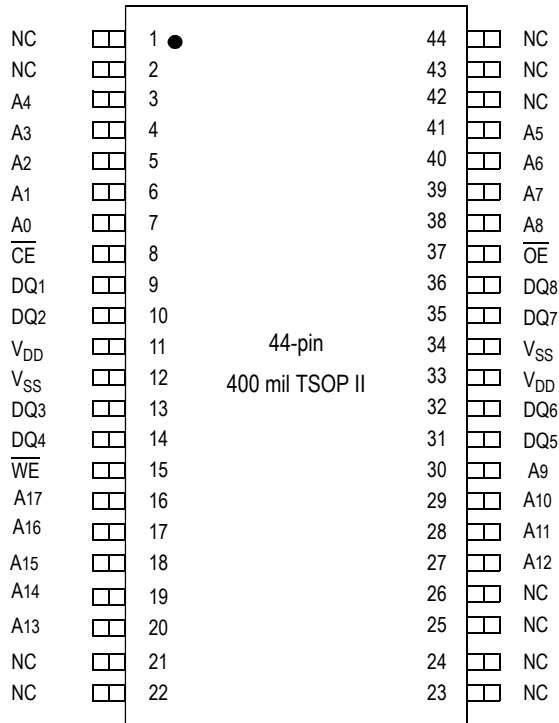 NC 1 44 NC
NC 2 43 NC
A4 3 42 NC
A3 4 41 A5
A2 5 40 A6
A1 6 39 A7
A0 7 38 A8
C̅E̅ 8 37 O̅E̅
DQ1 9 36 DQ8
DQ2 10 35 DQ7
VDD 11 44-pin 34 VSS
VSS 12 400 mil TSOP II 33 VDD
DQ3 13 32 DQ6
DQ4 14 31 DQ5
W̅E̅ 15 30 A9
A17 16 29 A10
A16 17 28 A11
A15 18 27 A12
A14 19 26 NC
A13 20 25 NC
NC 21 24 NC
NC 22 23 NC